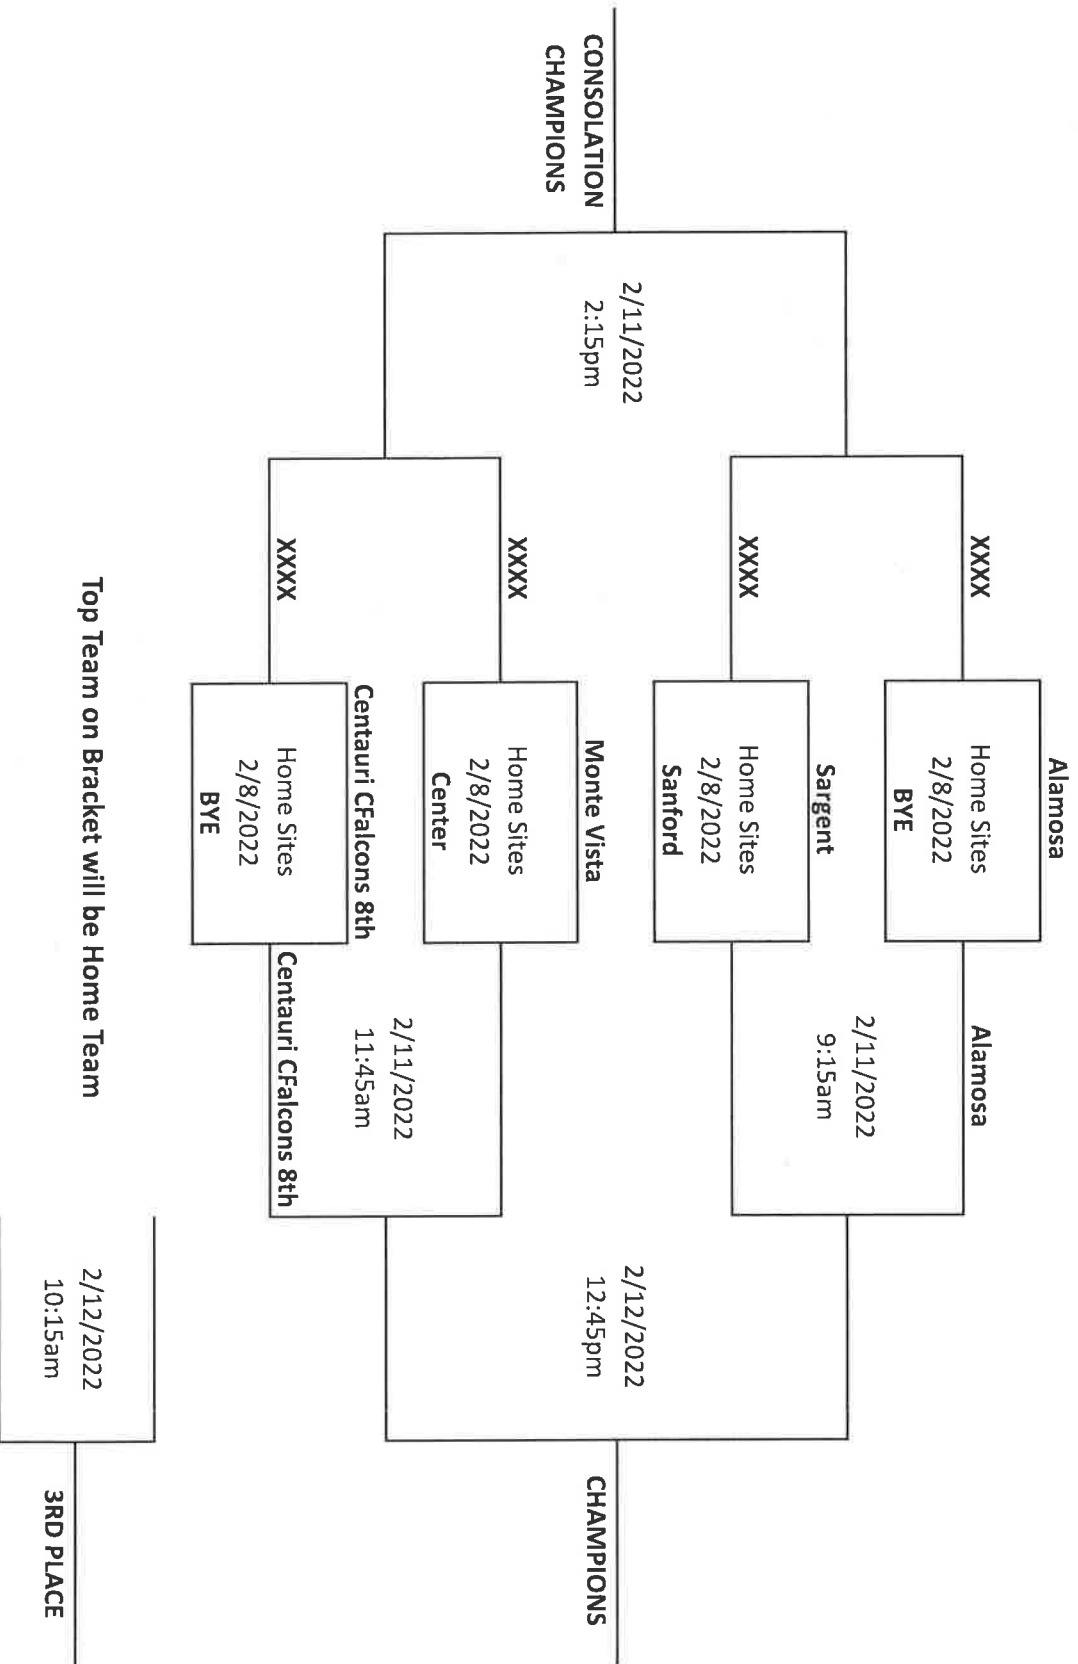 Alamosa
Home Sites
2/8/2022
BYE
Sargent
Home Sites
2/8/2022
Sanford
Monte Vista
Home Sites
2/8/2022
Center
Centauri CFalcons 8th
Home Sites
2/8/2022
BYE
XXXX
XXXX
XXXX
XXXX
2/11/2022
2:15pm
CONSOLATION
CHAMPIONS
Alamosa
2/11/2022
9:15am
2/11/2022
11:45am
Centauri CFalcons 8th
2/12/2022
12:45pm
CHAMPIONS
Top Team on Bracket will be Home Team
2/12/2022
10:15am
3RD PLACE